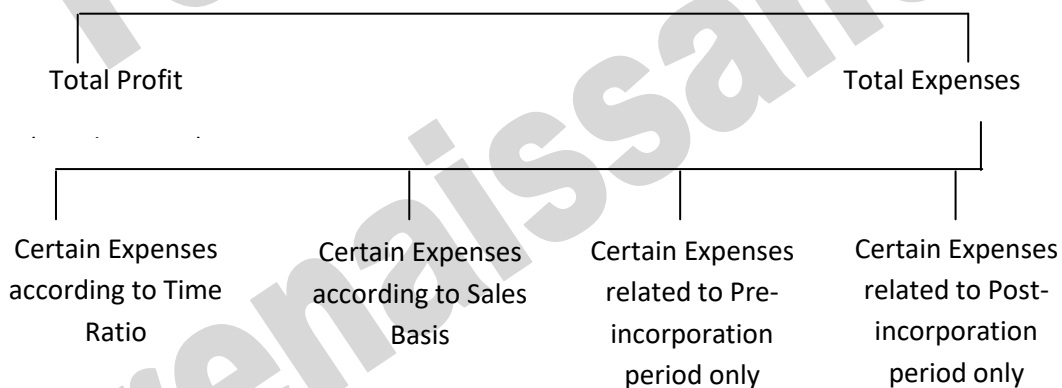 Total Profit
Total Expenses
Certain Expenses
according to Time
Ratio
Certain Expenses
according to Sales
Basis
Certain Expenses
related to Pre-
incorporation
period only
Certain Expenses
related to Post-
incorporation
period only
renaissance